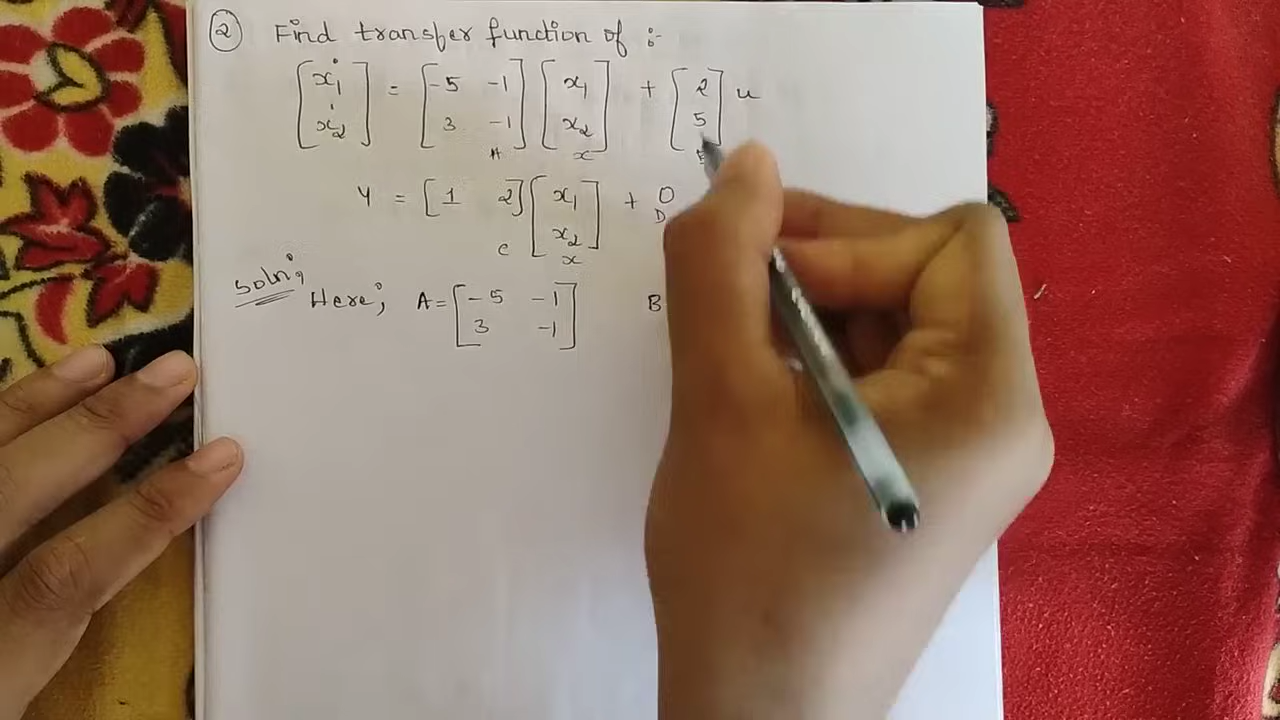 ② Find transfer function of :-
[ẋ1 ẋ2] = [-5 -1 3 -1] [x1 x2] + [2 5] u
A x
Y = [1 2] [x1 x2] + 0
C x D
Soln;
Here; A = [-5 -1 3 -1] B